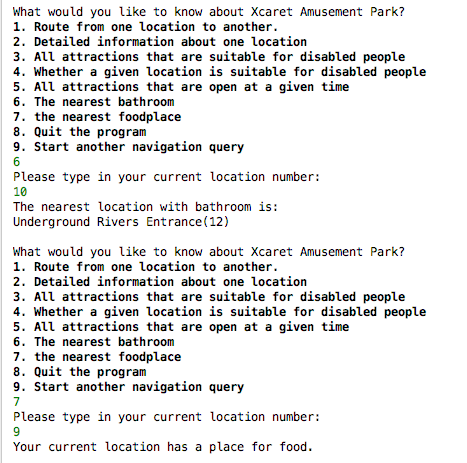 What would you like to know about Xcaret Amusement Park?
1. Route from one location to another.
2. Detailed information about one location
3. All attractions that are suitable for disabled people
4. Whether a given location is suitable for disabled people
5. All attractions that are open at a given time
6. The nearest bathroom
7. the nearest foodplace
8. Quit the program
9. Start another navigation query
6
Please type in your current location number:
10
The nearest location with bathroom is:
Underground Rivers Entrance(12)
What would you like to know about Xcaret Amusement Park?
1. Route from one location to another.
2. Detailed information about one location
3. All attractions that are suitable for disabled people
4. Whether a given location is suitable for disabled people
5. All attractions that are open at a given time
6. The nearest bathroom
7. the nearest foodplace
8. Quit the program
9. Start another navigation query
7
Please type in your current location number:
9
Your current location has a place for food.